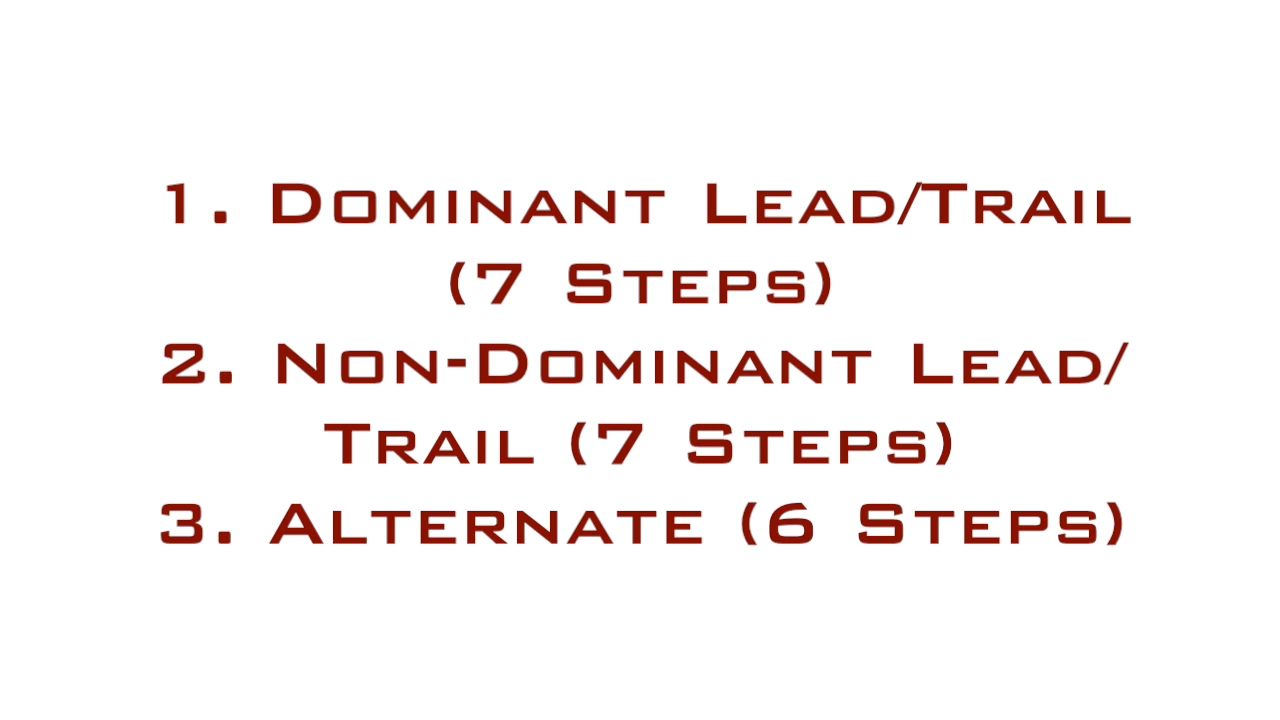 1. Dominant Lead/Trail
(7 Steps)
2. Non-Dominant Lead/
Trail (7 Steps)
3. Alternate (6 Steps)